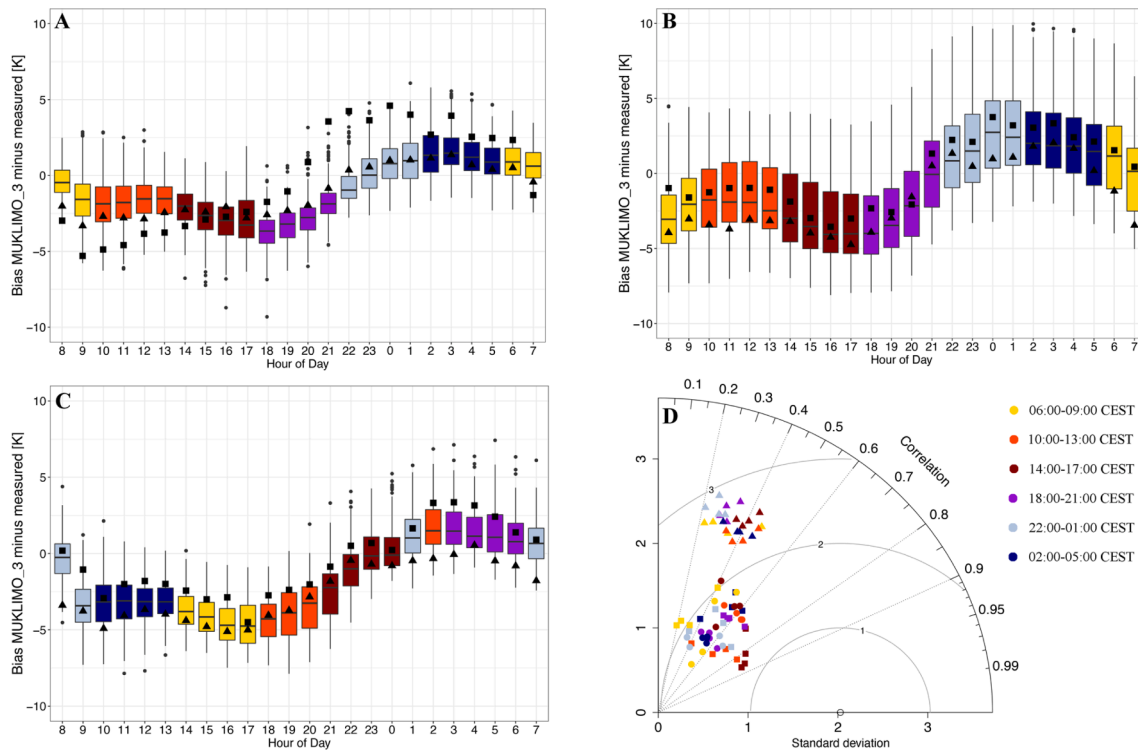 A
Bias MUKLIMO_3 minus measured [K]
10
5
0
−5
−10
8 9 10 11 12 13 14 15 16 17 18 19 20 21 22 23 0 1 2 3 4 5 6 7
Hour of Day
B
Bias MUKLIMO_3 minus measured [K]
10
5
0
−5
−10
8 9 10 11 12 13 14 15 16 17 18 19 20 21 22 23 0 1 2 3 4 5 6 7
Hour of Day
C
Bias MUKLIMO_3 minus measured [K]
10
5
0
−5
−10
8 9 10 11 12 13 14 15 16 17 18 19 20 21 22 23 0 1 2 3 4 5 6 7
Hour of Day
D
0.1 0.2 0.3 0.4 0.5 0.6 0.7 0.8 0.9 0.95 0.99
Correlation
3
2
1
0
3
2
1
0 1 2 3
Standard deviation
06:00-09:00 CEST
10:00-13:00 CEST
14:00-17:00 CEST
18:00-21:00 CEST
22:00-01:00 CEST
02:00-05:00 CEST